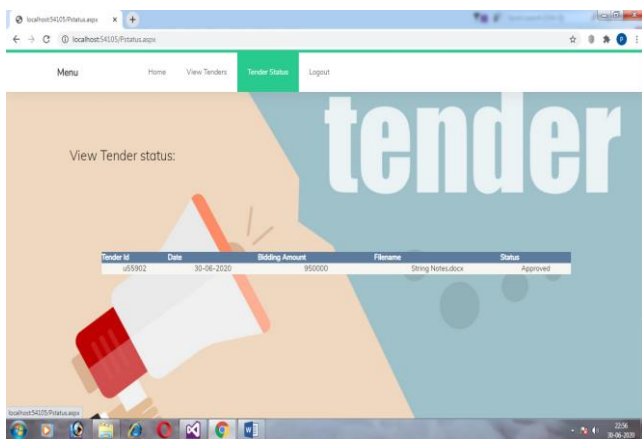 localhost:54105/Pstatus.aspx
localhost:54105/Pstatus.aspx
P
Menu Home View Tenders Tender Status Logout
tender
View Tender status:
Tender Id Date Bidding Amount Filename Status
u55902 30-06-2020 950000 String Notes.docx Approved
localhost:54105/Pstatus.aspx
22:56
30-06-2020